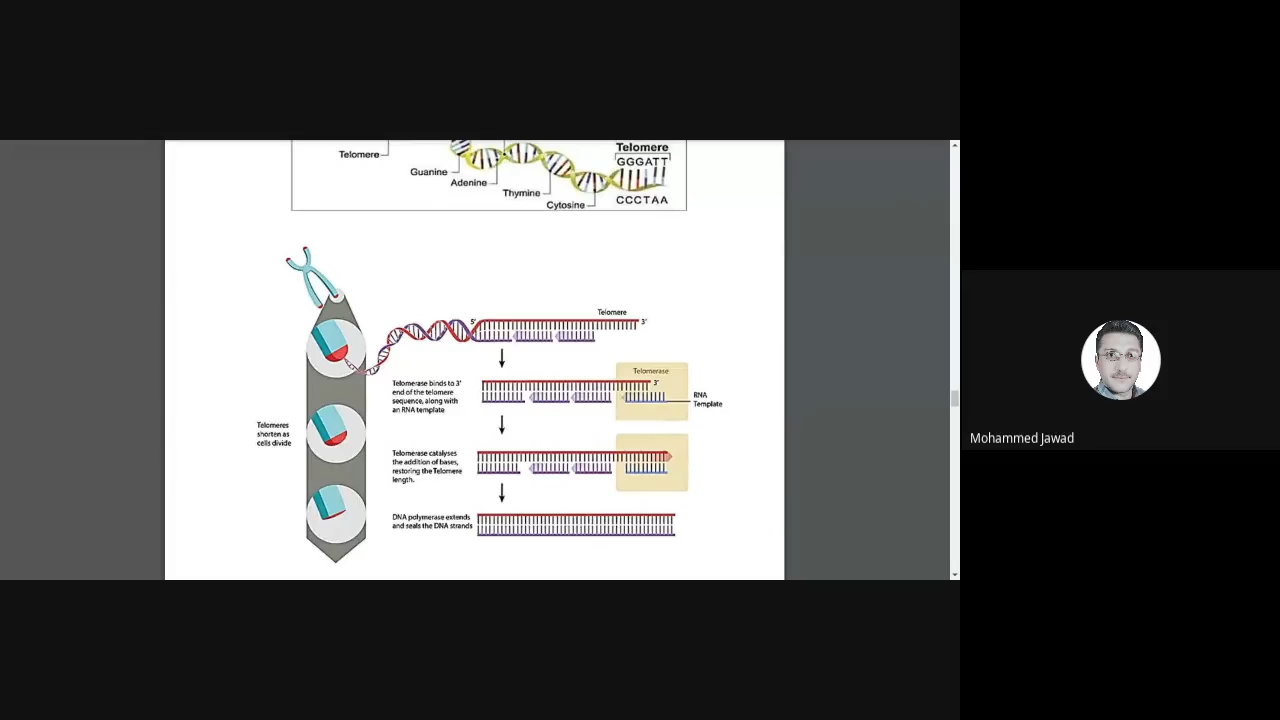 Telomere
GGGATT
Telomere
Guanine
Adenine
Thymine
CCCTAA
Cytosine
Telomere
5'
3'
Telomerase
Telomerase binds to 3'
end of the telomere
sequence, along with
an RNA template
3'
RNA
Template
Telomeres
shorten as
cells divide
Telomerase catalyses
the addition of bases,
restoring the Telomere
length.
DNA polymerase extends
and seals the DNA strands
Mohammed Jawad